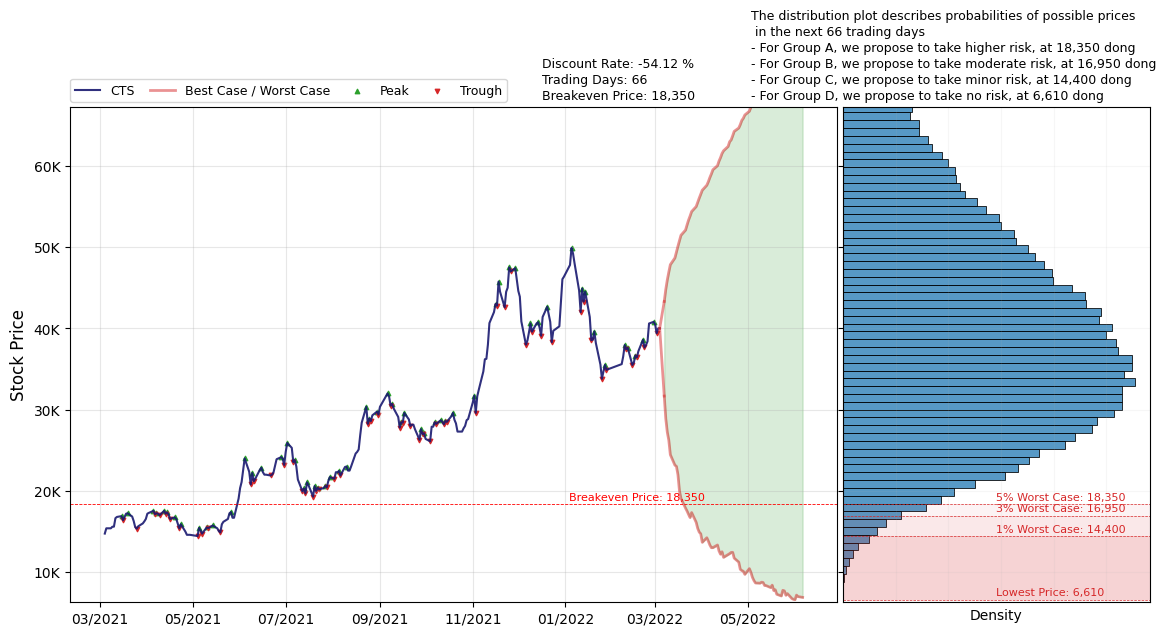 The distribution plot describes probabilities of possible prices
in the next 66 trading days
- For Group A, we propose to take higher risk, at 18,350 dong
- For Group B, we propose to take moderate risk, at 16,950 dong
- For Group C, we propose to take minor risk, at 14,400 dong
- For Group D, we propose to take no risk, at 6,610 dong
Discount Rate: -54.12 %
Trading Days: 66
Breakeven Price: 18,350
CTS Best Case / Worst Case Peak Trough
Stock Price
60K
50K
40K
30K
20K
10K
Breakeven Price: 18,350
5% Worst Case: 18,350
3% Worst Case: 16,950
1% Worst Case: 14,400
Lowest Price: 6,610
03/2021 05/2021 07/2021 09/2021 11/2021 01/2022 03/2022 05/2022
Density